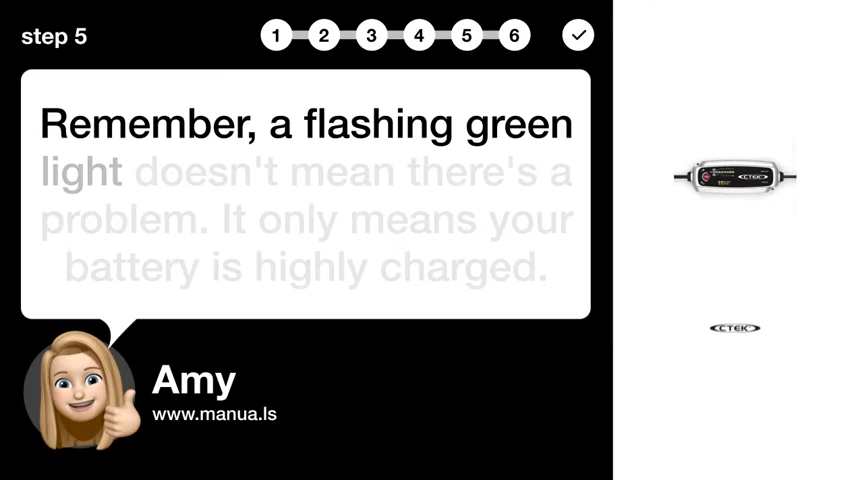 step 5
1 2 3 4 5 6
Remember, a flashing green
light doesn't mean there's a
problem. It only means your
battery is highly charged.
Amy
www.manua.ls
CTEK
CTEK